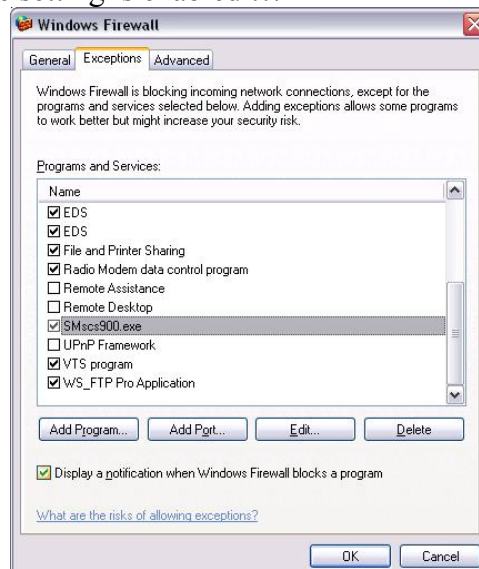 Windows Firewall
General Exceptions Advanced
Windows Firewall is blocking incoming network connections, except for the
programs and services selected below. Adding exceptions allows some programs
to work better but might increase your security risk.
Programs and Services:
Name
EDS
EDS
File and Printer Sharing
Radio Modem data control program
Remote Assistance
Remote Desktop
SMscs900.exe
UPnP Framework
VTS program
WS_FTP Pro Application
Add Program... Add Port... Edit... Delete
Display a notification when Windows Firewall blocks a program
What are the risks of allowing exceptions?
OK Cancel